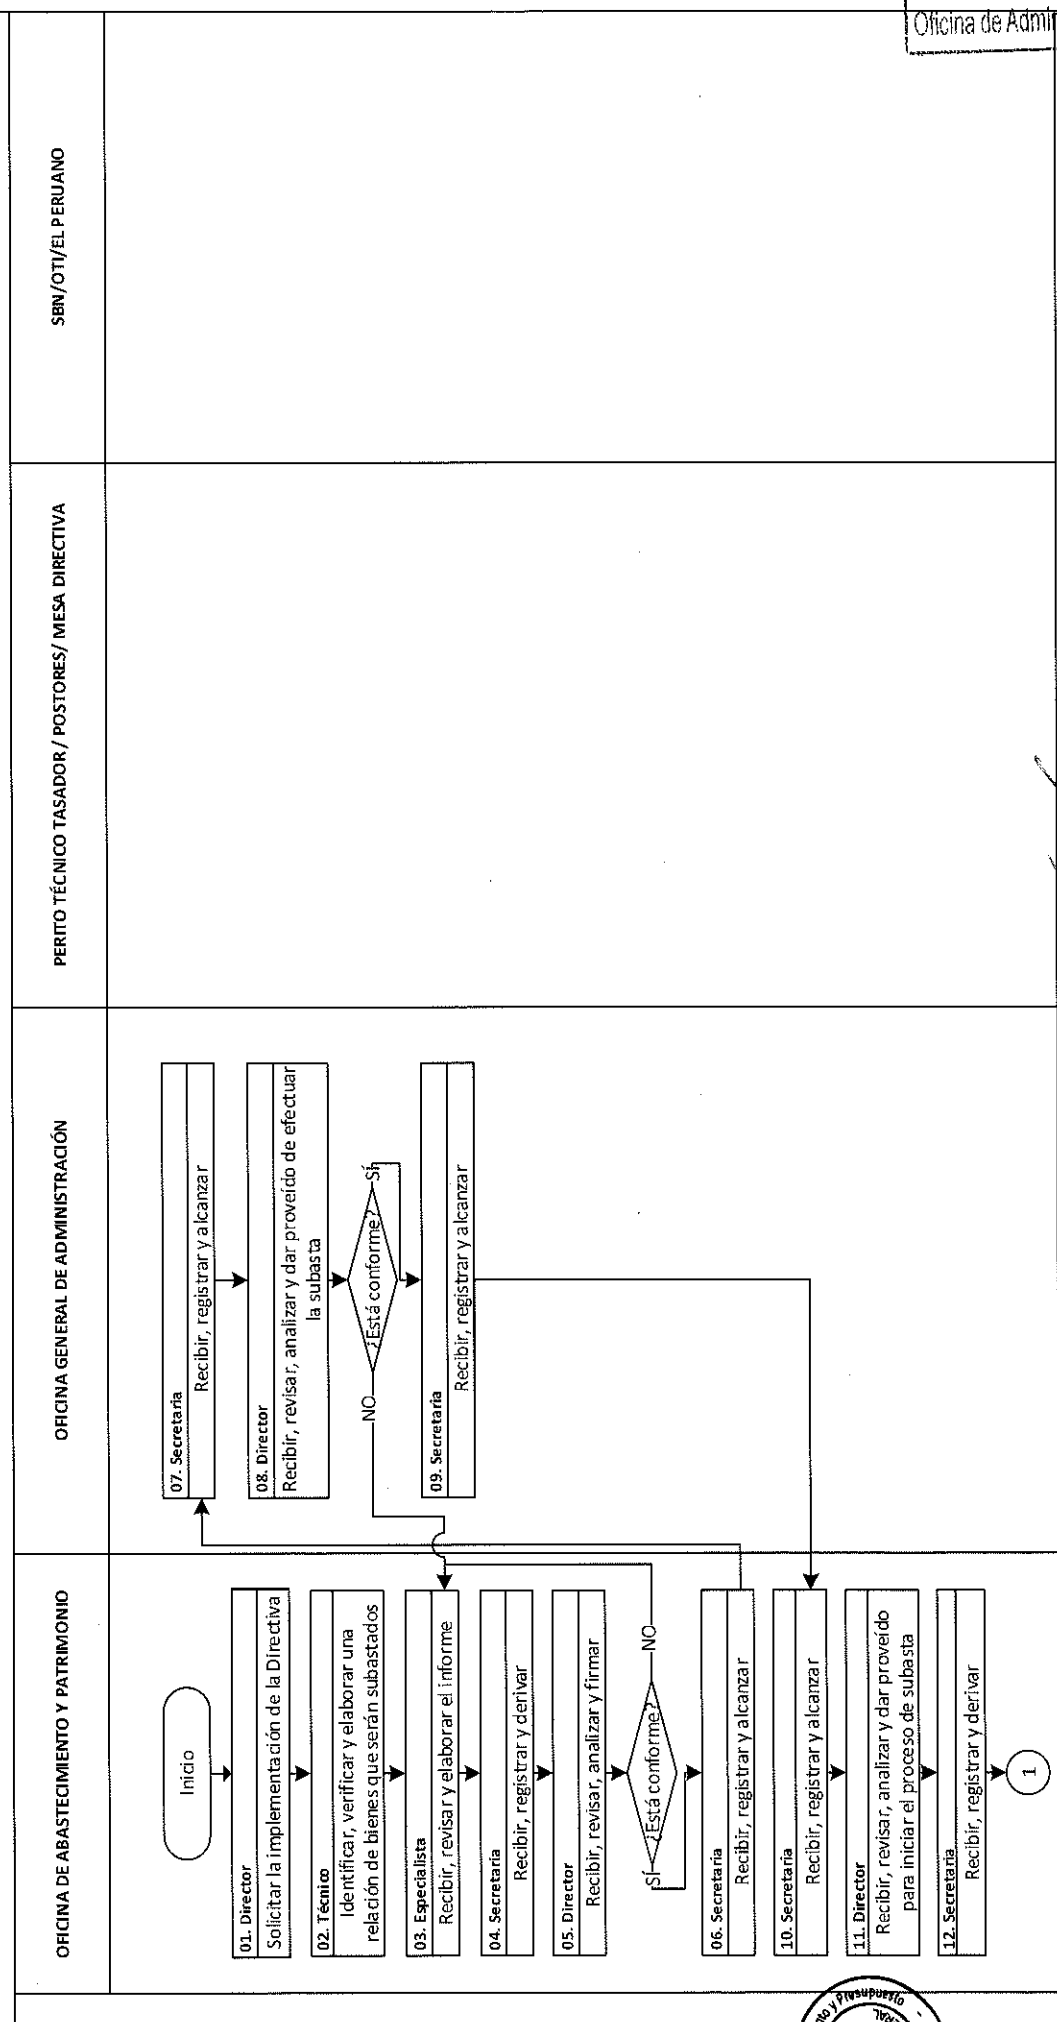 OFICINA DE ABASTECIMIENTO Y PATRIMONIO
OFICINA GENERAL DE ADMINISTRACIÓN
PERITO TÉCNICO TASADOR / POSTORES/ MESA DIRECTIVA
SBN/OTI/EL PERUANO
Inicio
01. Director
Solicitar la implementación de la Directiva
02. Técnico
Identificar, verificar y elaborar una
relación de bienes que serán subastados
03. Especialista
Recibir, revisar y elaborar el informe
04. Secretaria
Recibir, registrar y derivar
05. Director
Recibir, revisar, analizar y firmar
SÍ
¿Está conforme?
NO
06. Secretaria
Recibir, registrar y alcanzar
07. Secretaria
Recibir, registrar y alcanzar
08. Director
Recibir, revisar, analizar y dar proveído de efectuar
la subasta
NO
¿Está conforme?
SÍ
09. Secretaria
Recibir, registrar y alcanzar
10. Secretaria
Recibir, registrar y alcanzar
11. Director
Recibir, revisar, analizar y dar proveído
para iniciar el proceso de subasta
12. Secretaria
Recibir, registrar y derivar
1
Oficina de Admin
y Presupuesto